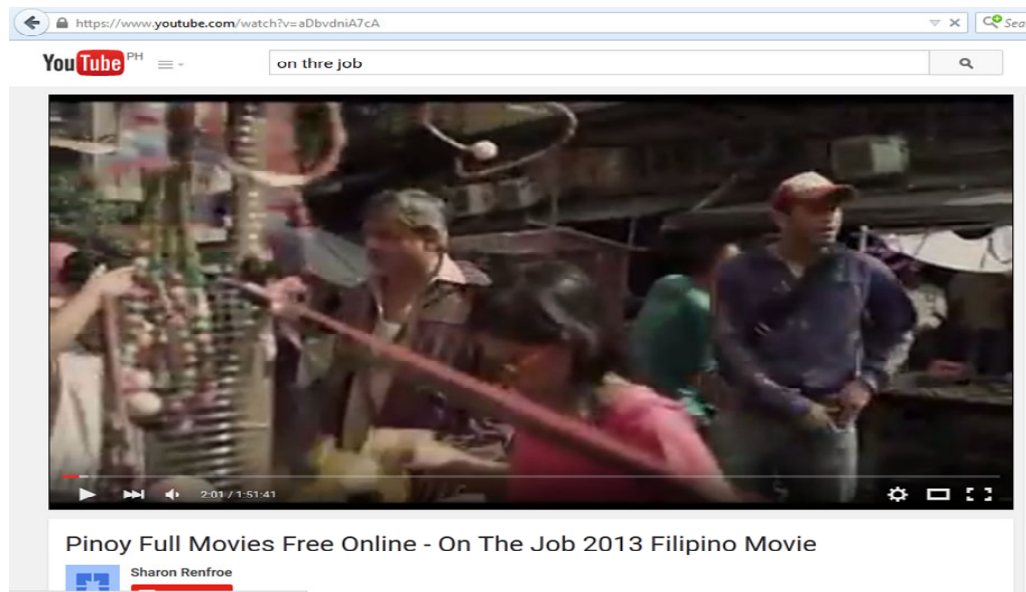 https://www.youtube.com/watch?v=aDbvdniA7cA
Sea
YouTube PH
on thre job
2:01 / 1:51:41
Pinoy Full Movies Free Online - On The Job 2013 Filipino Movie
Sharon Renfroe